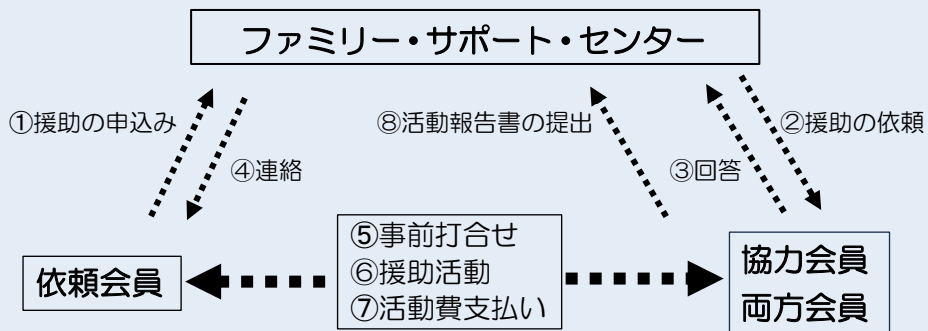 ファミリー・サポート・センター
①援助の申込み
⑧活動報告書の提出
②援助の依頼
④連絡
③回答
⑤事前打合せ
⑥援助活動
⑦活動費支払い
依頼会員
協力会員
両方会員